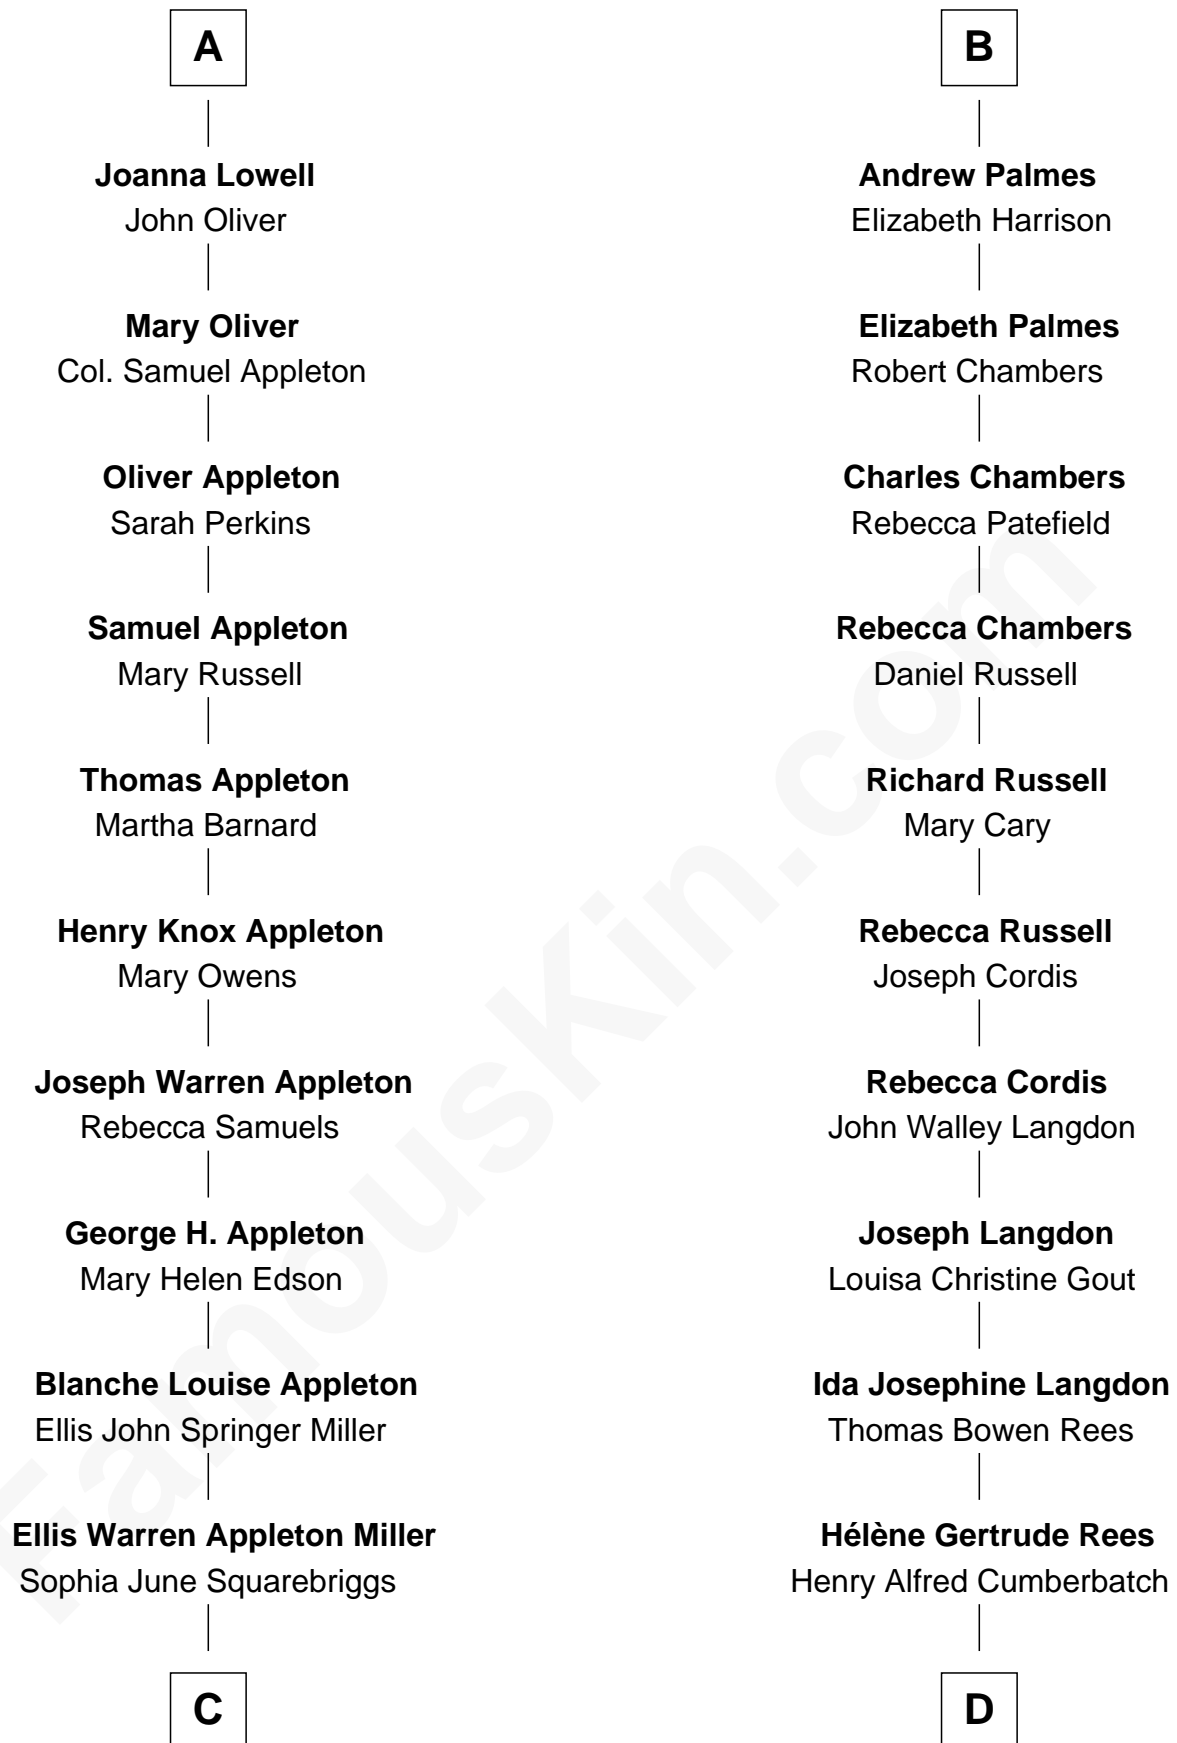 A
Joanna Lowell
John Oliver
Mary Oliver
Col. Samuel Appleton
Oliver Appleton
Sarah Perkins
Samuel Appleton
Mary Russell
Thomas Appleton
Martha Barnard
Henry Knox Appleton
Mary Owens
Joseph Warren Appleton
Rebecca Samuels
George H. Appleton
Mary Helen Edson
Blanche Louise Appleton
Ellis John Springer Miller
Ellis Warren Appleton Miller
Sophia June Squarebriggs
C
B
Andrew Palmes
Elizabeth Harrison
Elizabeth Palmes
Robert Chambers
Charles Chambers
Rebecca Patefield
Rebecca Chambers
Daniel Russell
Richard Russell
Mary Cary
Rebecca Russell
Joseph Cordis
Rebecca Cordis
John Walley Langdon
Joseph Langdon
Louisa Christine Gout
Ida Josephine Langdon
Thomas Bowen Rees
Hélène Gertrude Rees
Henry Alfred Cumberbatch
D
FamousKin.com